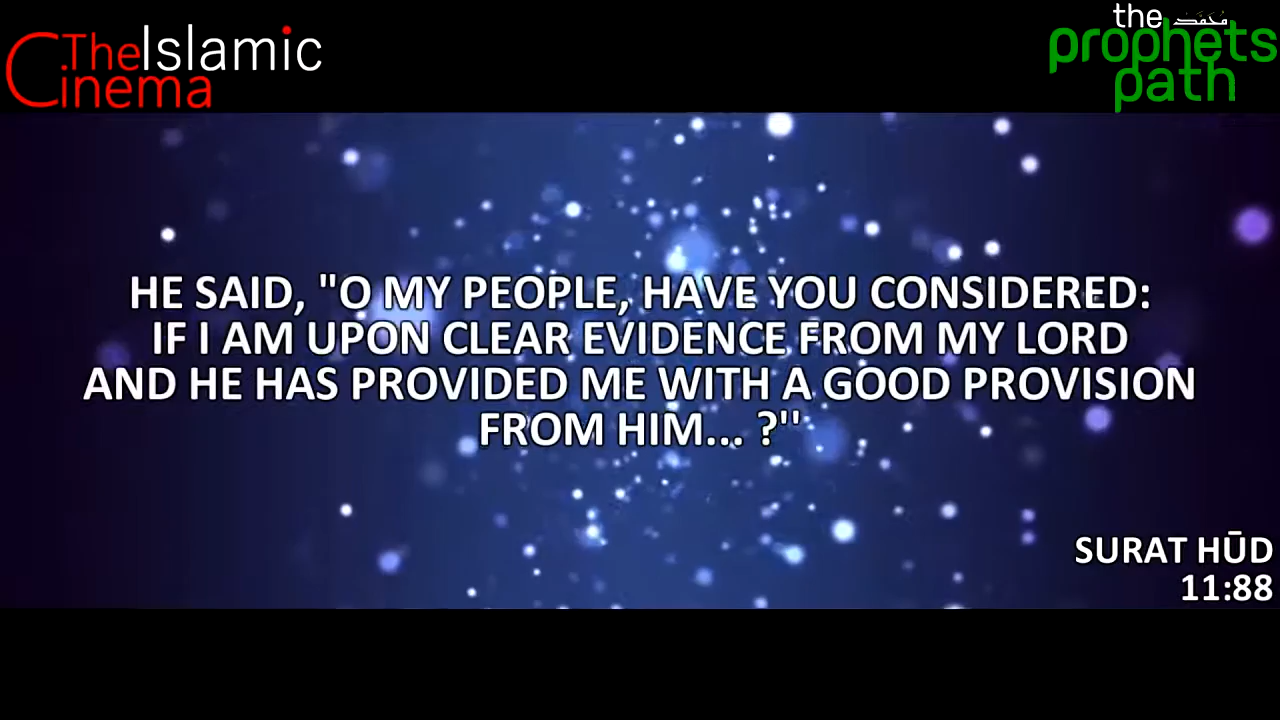 TheIslamic
Cinema
the محمد
prophets
path
HE SAID, "O MY PEOPLE, HAVE YOU CONSIDERED:
IF I AM UPON CLEAR EVIDENCE FROM MY LORD
AND HE HAS PROVIDED ME WITH A GOOD PROVISION
FROM HIM... ?''
SURAT HŪD
11:88